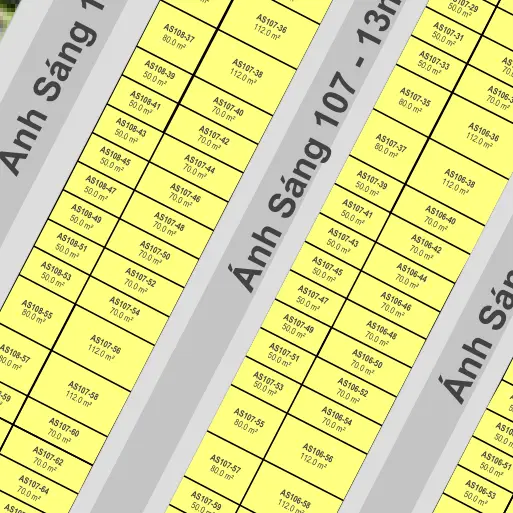 Ánh Sáng 1
AS108-37
80.0 m²
AS108-39
50.0 m²
AS108-41
50.0 m²
AS108-43
50.0 m²
AS108-45
50.0 m²
AS108-47
50.0 m²
AS108-49
50.0 m²
AS108-51
50.0 m²
AS108-53
50.0 m²
AS108-55
80.0 m²
AS108-57
80.0 m²
AS107-36
112.0 m²
AS107-38
112.0 m²
AS107-40
70.0 m²
AS107-42
70.0 m²
AS107-44
70.0 m²
AS107-46
70.0 m²
AS107-48
70.0 m²
AS107-50
70.0 m²
AS107-52
70.0 m²
AS107-54
70.0 m²
AS107-56
112.0 m²
AS107-58
112.0 m²
AS107-60
70.0 m²
AS107-62
70.0 m²
AS107-64
70.0 m²
Ánh Sáng 107 - 13m
AS107-29
50.0 m²
AS107-31
50.0 m²
AS107-33
50.0 m²
AS107-35
80.0 m²
AS107-37
80.0 m²
AS107-39
50.0 m²
AS107-41
50.0 m²
AS107-43
50.0 m²
AS107-45
50.0 m²
AS107-47
50.0 m²
AS107-49
50.0 m²
AS107-51
50.0 m²
AS107-53
50.0 m²
AS107-55
80.0 m²
AS107-57
80.0 m²
AS107-59
50.0 m²
AS106-36
112.0 m²
AS106-38
112.0 m²
AS106-40
70.0 m²
AS106-42
70.0 m²
AS106-44
70.0 m²
AS106-46
70.0 m²
AS106-48
70.0 m²
AS106-50
70.0 m²
AS106-52
70.0 m²
AS106-54
70.0 m²
AS106-56
112.0 m²
AS106-58
112.0 m²
Ánh Sán
AS106-51
50.0 m²
AS106-53
50.0 m²